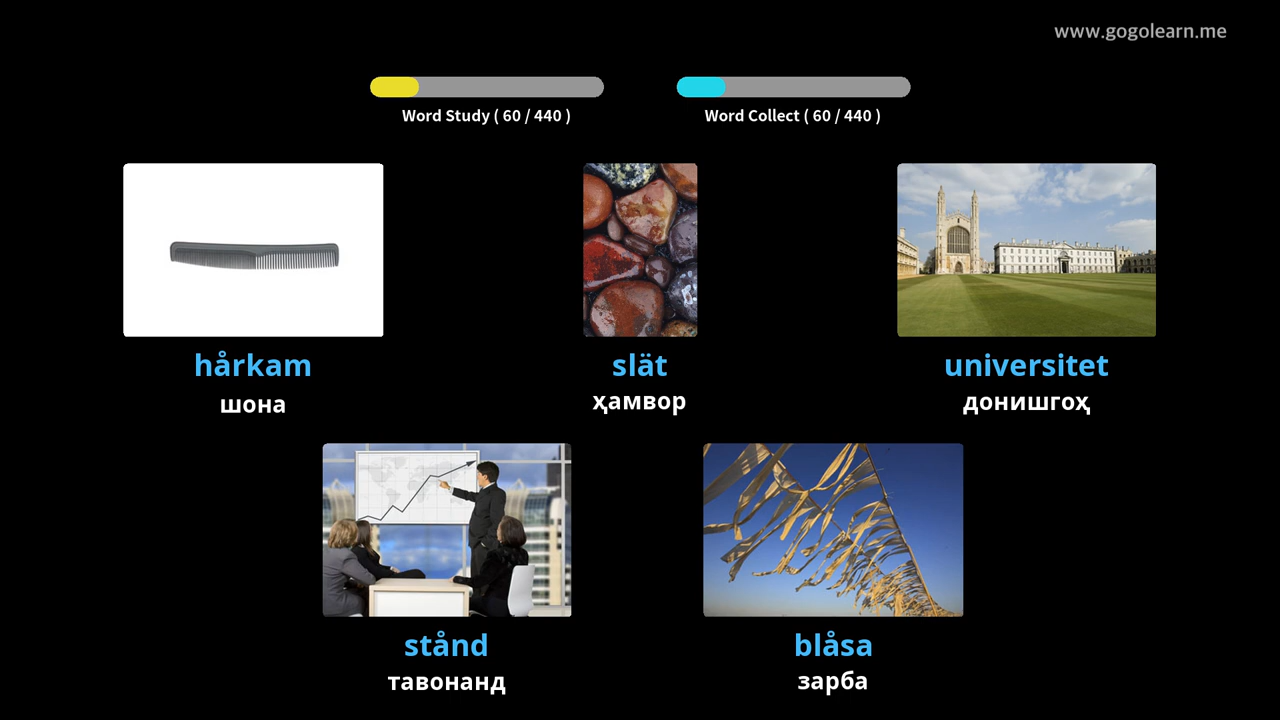 www.gogolearn.me
Word Study ( 60 / 440 )
Word Collect ( 60 / 440 )
hårkam
шона
slät
ҳамвор
universitet
донишгоҳ
stånd
тавонанд
blåsa
зарба